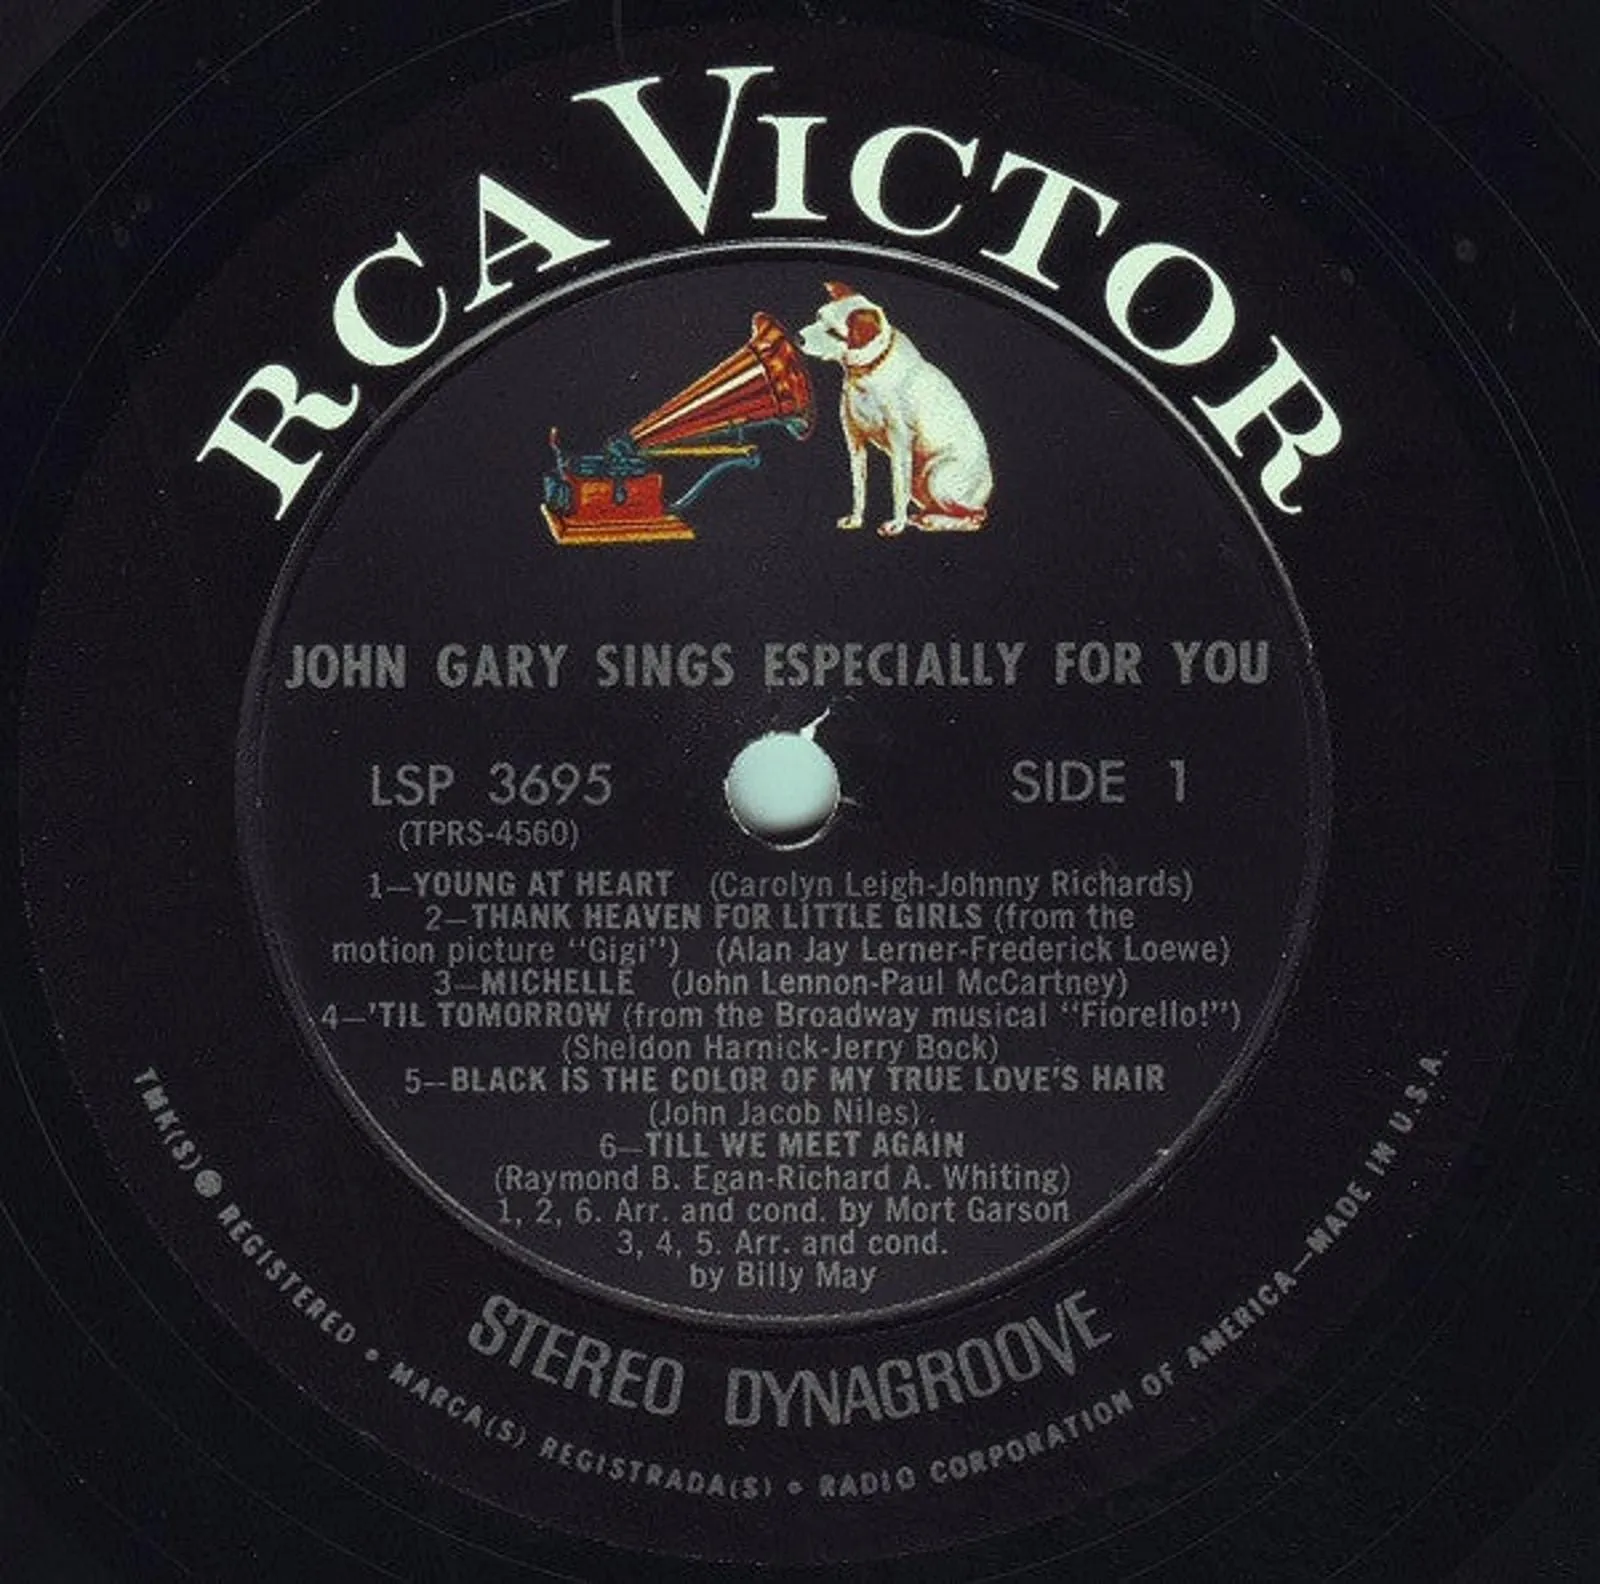 RCA VICTOR
JOHN GARY SINGS ESPECIALLY FOR YOU
LSP 3695
SIDE 1
(TPRS-4560)
1—YOUNG AT HEART (Carolyn Leigh-Johnny Richards)
2—THANK HEAVEN FOR LITTLE GIRLS (from the
motion picture "Gigi") (Alan Jay Lerner-Frederick Loewe)
3—MICHELLE (John Lennon-Paul McCartney)
4—'TIL TOMORROW (from the Broadway musical "Fiorello!")
(Sheldon Harnick-Jerry Bock)
5—BLACK IS THE COLOR OF MY TRUE LOVE'S HAIR
(John Jacob Niles)
6—TILL WE MEET AGAIN
(Raymond B. Egan-Richard A. Whiting)
1, 2, 6. Arr. and cond. by Mort Garson
3, 4, 5. Arr. and cond.
by Billy May
STEREO DYNAGROOVE
TMK(S) ● REGISTERED • MARCA(S) REGISTRADA(S) • RADIO CORPORATION OF AMERICA—MADE IN U.S.A.